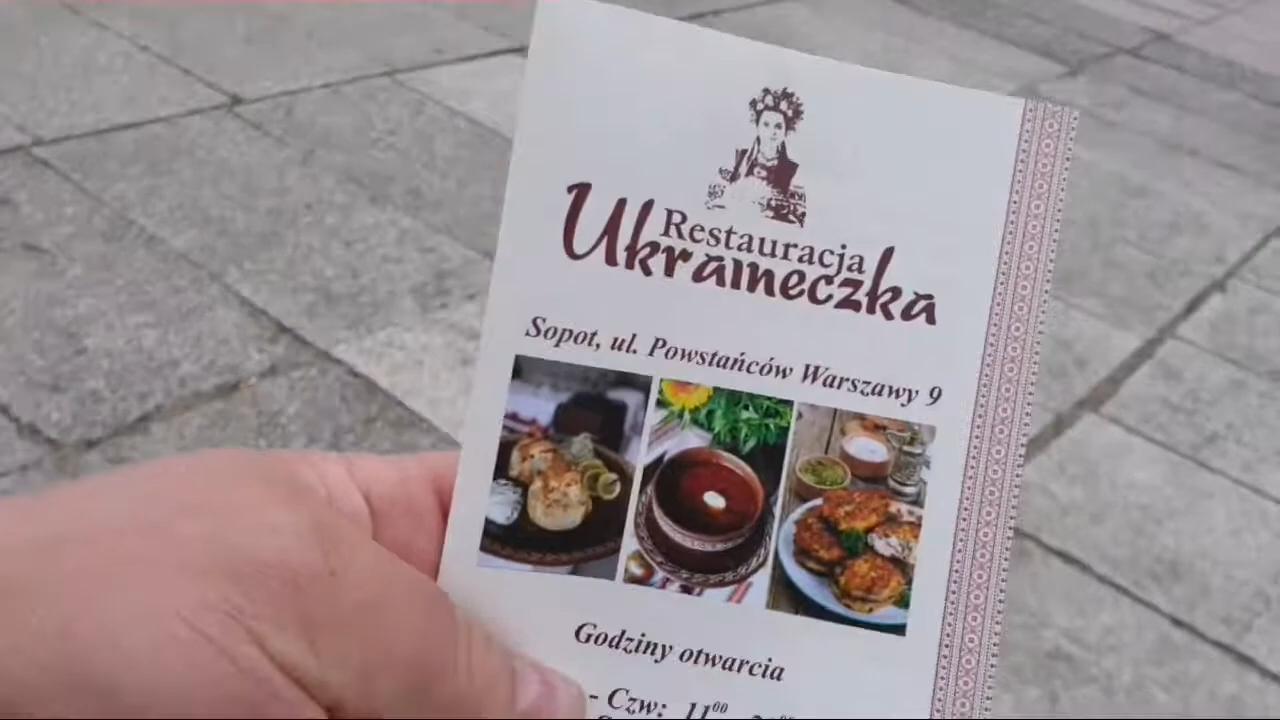 Restauracja
Ukraineczka
Sopot, ul. Powstańców Warszawy 9
Godziny otwarcia
- Czw: 11⁰⁰